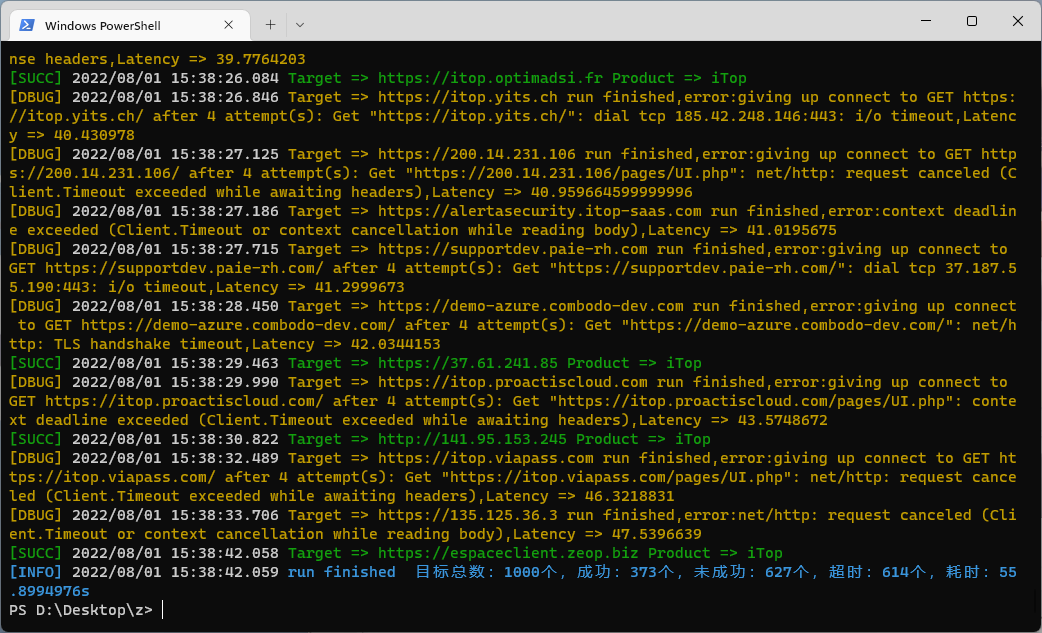 Windows PowerShell
nse headers,Latency => 39.7764203
[SUCC] 2022/08/01 15:38:26.084 Target => https://itop.optimadsi.fr Product => iTop
[DBUG] 2022/08/01 15:38:26.846 Target => https://itop.yits.ch run finished,error:giving up connect to GET https:
//itop.yits.ch/ after 4 attempt(s): Get "https://itop.yits.ch/": dial tcp 185.42.248.146:443: i/o timeout,Latenc
y => 40.430978
[DBUG] 2022/08/01 15:38:27.125 Target => https://200.14.231.106 run finished,error:giving up connect to GET http
s://200.14.231.106/ after 4 attempt(s): Get "https://200.14.231.106/pages/UI.php": net/http: request canceled (C
lient.Timeout exceeded while awaiting headers),Latency => 40.959664599999996
[DBUG] 2022/08/01 15:38:27.186 Target => https://alertasecurity.itop-saas.com run finished,error:context deadlin
e exceeded (Client.Timeout or context cancellation while reading body),Latency => 41.0195675
[DBUG] 2022/08/01 15:38:27.715 Target => https://supportdev.paie-rh.com run finished,error:giving up connect to
GET https://supportdev.paie-rh.com/ after 4 attempt(s): Get "https://supportdev.paie-rh.com/": dial tcp 37.187.5
5.190:443: i/o timeout,Latency => 41.2999673
[DBUG] 2022/08/01 15:38:28.450 Target => https://demo-azure.combodo-dev.com run finished,error:giving up connect
 to GET https://demo-azure.combodo-dev.com/ after 4 attempt(s): Get "https://demo-azure.combodo-dev.com/": net/h
ttp: TLS handshake timeout,Latency => 42.0344153
[SUCC] 2022/08/01 15:38:29.463 Target => https://37.61.241.85 Product => iTop
[DBUG] 2022/08/01 15:38:29.990 Target => https://itop.proactiscloud.com run finished,error:giving up connect to
GET https://itop.proactiscloud.com/ after 4 attempt(s): Get "https://itop.proactiscloud.com/pages/UI.php": conte
xt deadline exceeded (Client.Timeout exceeded while awaiting headers),Latency => 43.5748672
[SUCC] 2022/08/01 15:38:30.822 Target => http://141.95.153.245 Product => iTop
[DBUG] 2022/08/01 15:38:32.489 Target => https://itop.viapass.com run finished,error:giving up connect to GET ht
tps://itop.viapass.com/ after 4 attempt(s): Get "https://itop.viapass.com/pages/UI.php": net/http: request cance
led (Client.Timeout exceeded while awaiting headers),Latency => 46.3218831
[DBUG] 2022/08/01 15:38:33.706 Target => https://135.125.36.3 run finished,error:net/http: request canceled (Cli
ent.Timeout or context cancellation while reading body),Latency => 47.5396639
[SUCC] 2022/08/01 15:38:42.058 Target => https://espaceclient.zeop.biz Product => iTop
[INFO] 2022/08/01 15:38:42.059 run finished  目标总数: 1000个, 成功: 373个, 未成功: 627个, 超时: 614个, 耗时: 55
.8994976s
PS D:\Desktop\z>